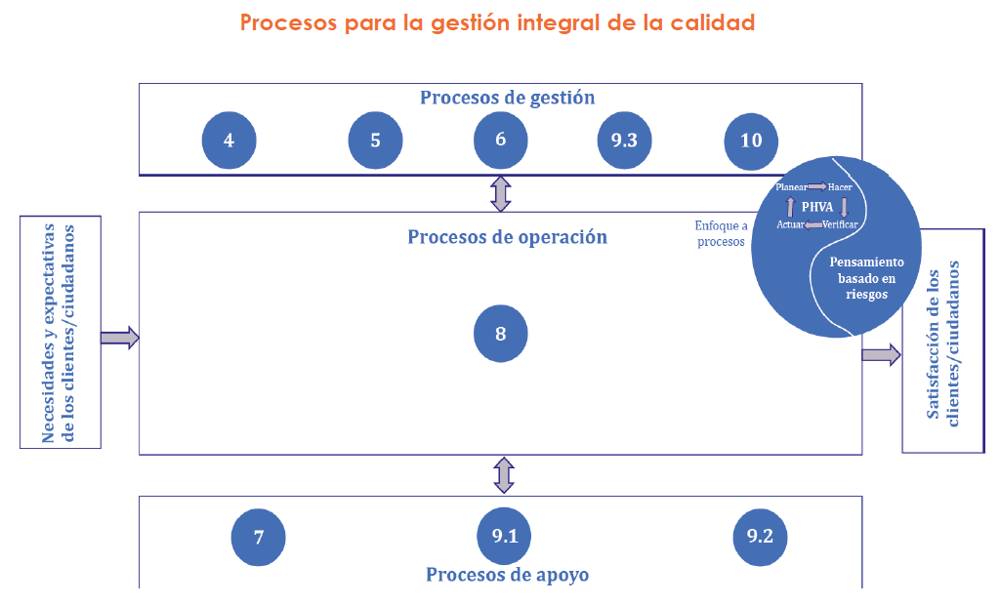 Procesos para la gestión integral de la calidad
Procesos de gestión
4
5
6
9.3
10
Planear
Hacer
PHVA
Actuar
Verificar
Enfoque a
procesos
Pensamiento
basado en
riesgos
Procesos de operación
8
Necesidades y expectativas
de los clientes/ciudadanos
Satisfacción de los
clientes/ciudadanos
7
9.1
9.2
Procesos de apoyo